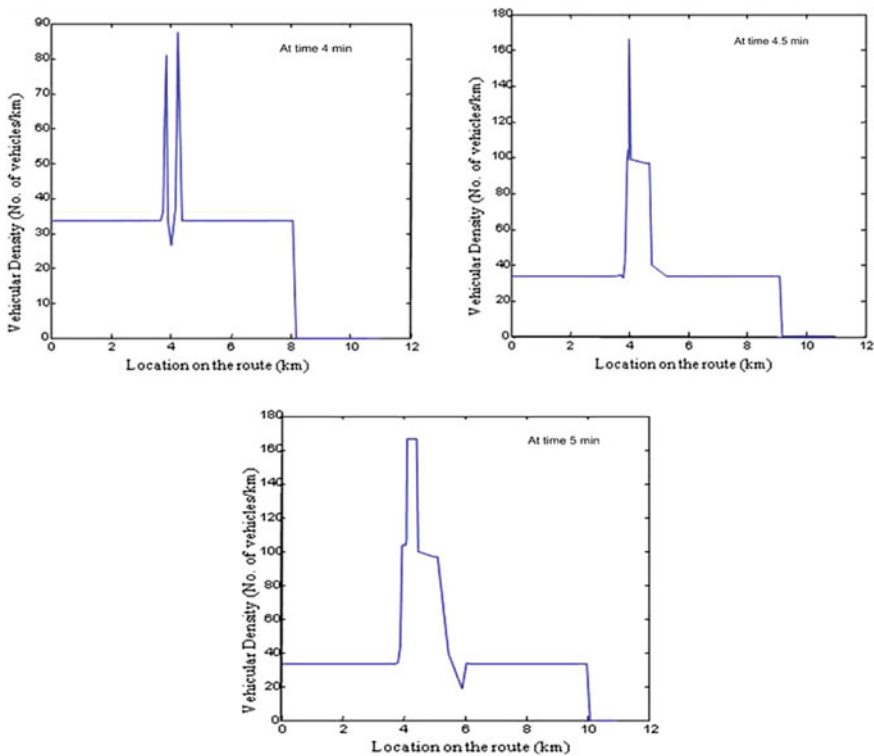 At time 4 min
90
80
70
60
50
40
30
20
10
0
0 2 4 6 8 10 12
Vehicular Density (No. of vehicles/km)
Location on the route (km)
At time 4.5 min
180
160
140
120
100
80
60
40
20
0
0 2 4 6 8 10 12
Vehicular Density (No. of vehicles/km)
Location on the route (km)
At time 5 min
180
160
140
120
100
80
60
40
20
0
0 2 4 6 8 10 12
Vehicular Density (No. of vehicles/km)
Location on the route (km)